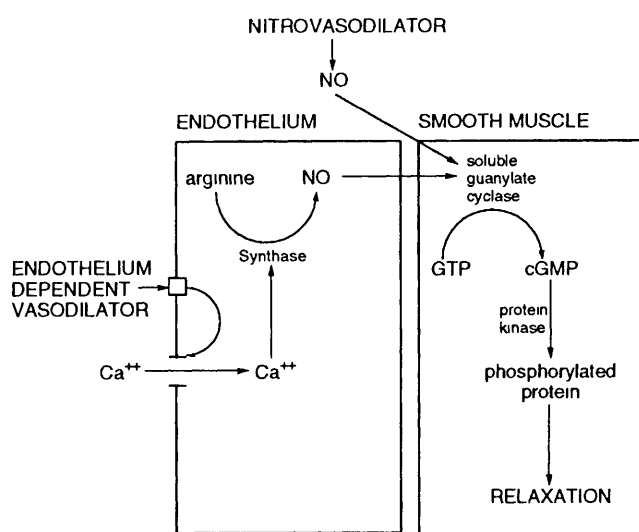 NITROVASODILATOR
NO
ENDOTHELIUM
SMOOTH MUSCLE
arginine
NO
soluble
guanylate
cyclase
Synthase
GTP
cGMP
ENDOTHELIUM
DEPENDENT
VASODILATOR
protein
kinase
Ca++
Ca++
phosphorylated
protein
RELAXATION